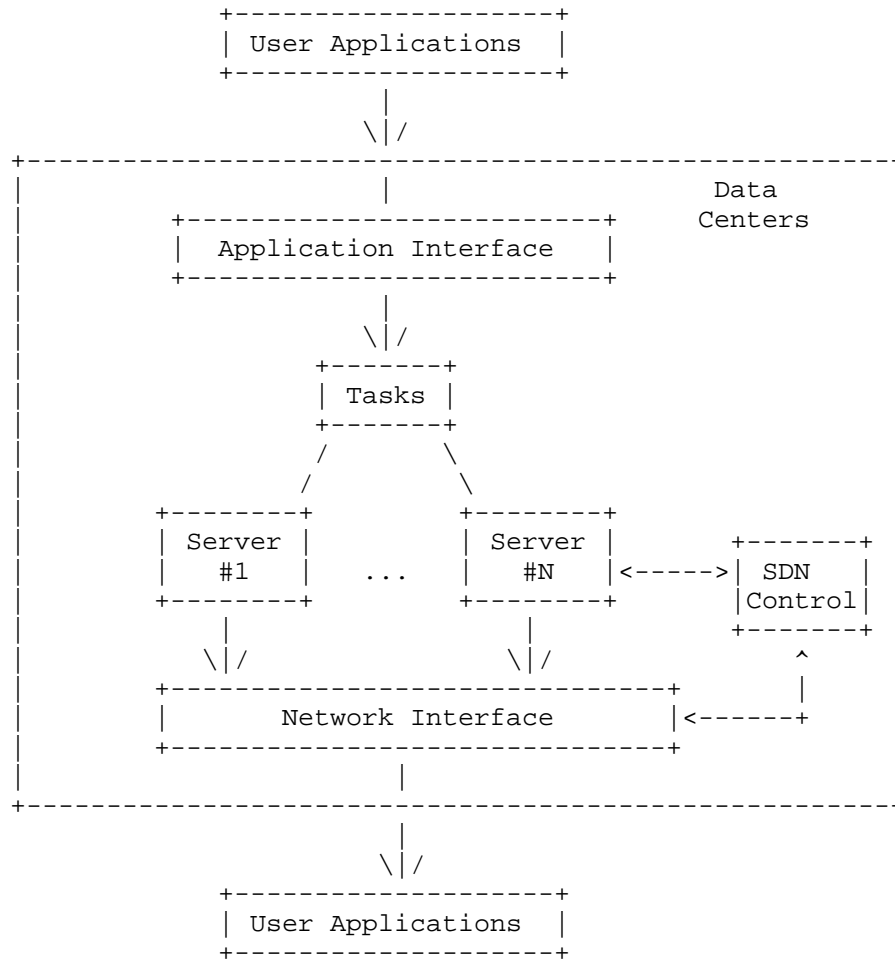 User Applications
Data
Centers
Application Interface
Tasks
Server
#1
...
Server
#N
SDN
Control
Network Interface
User Applications